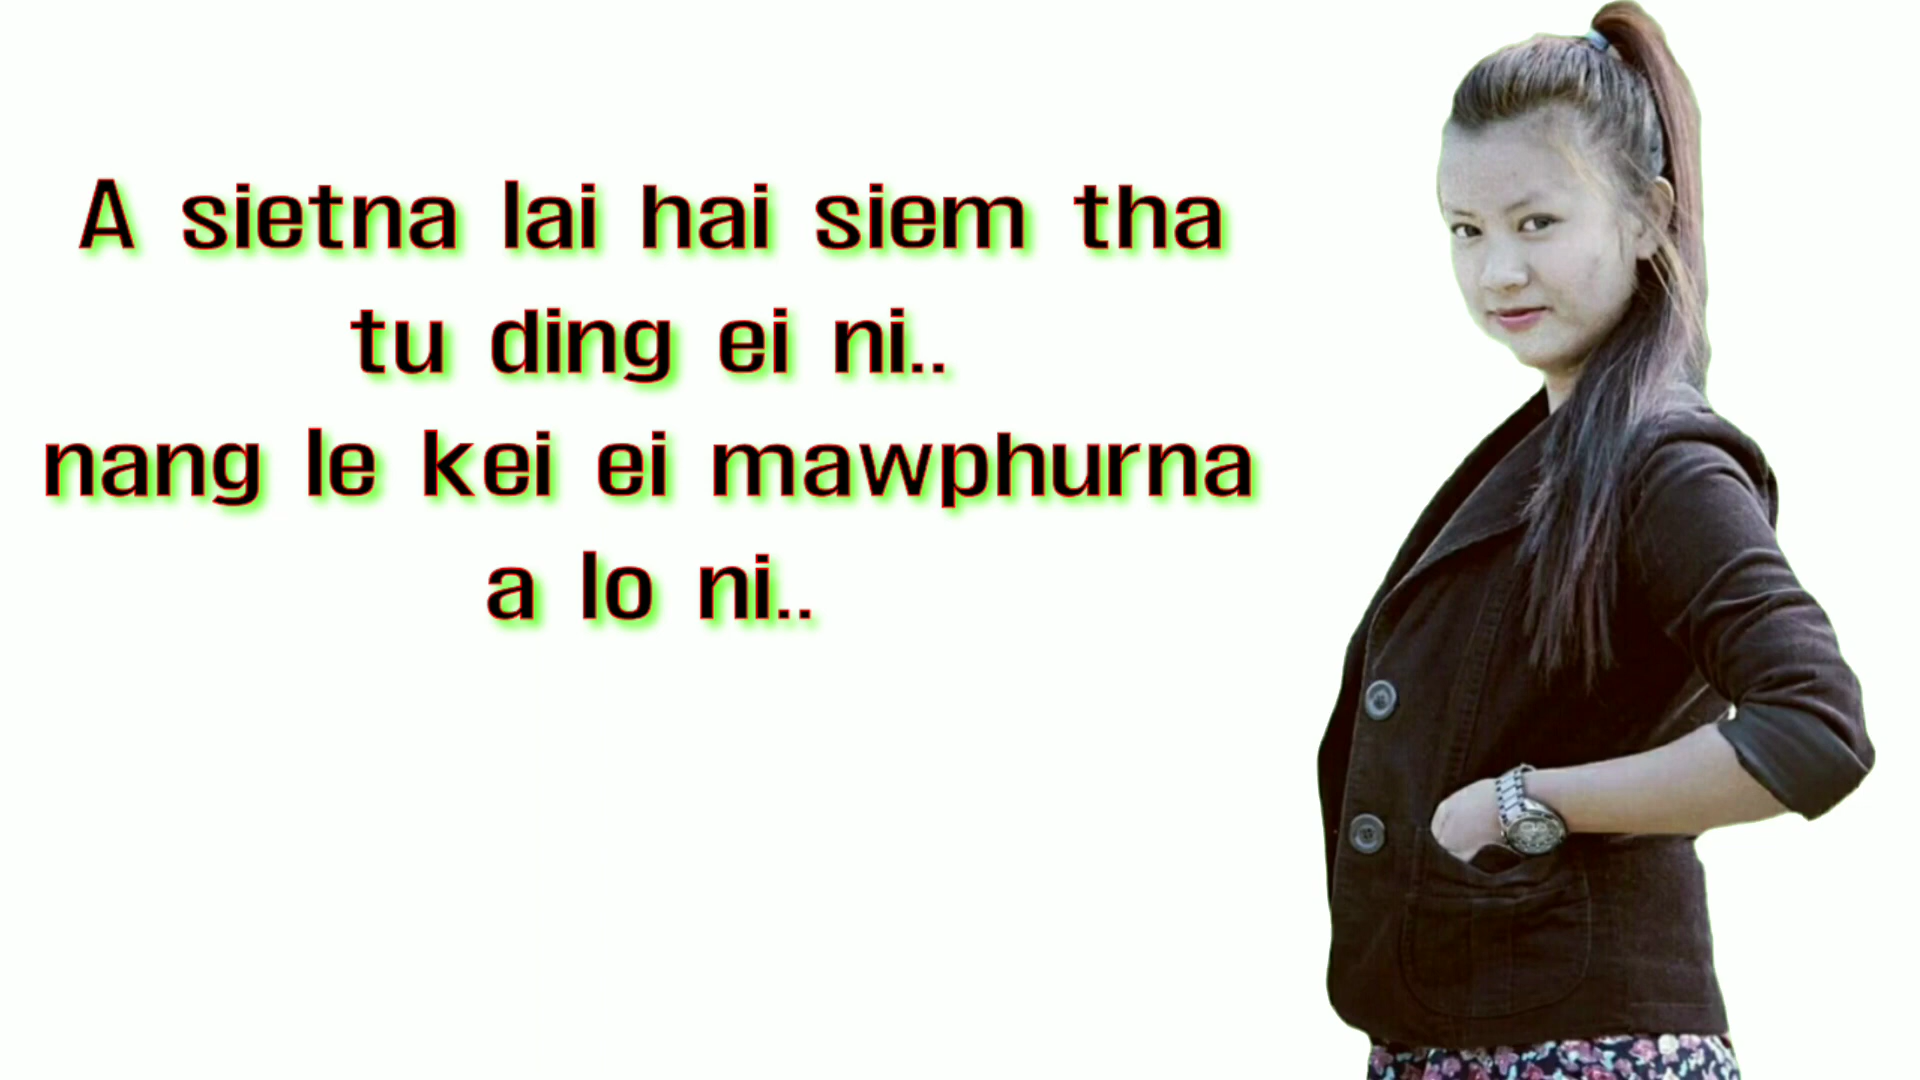 A sietna lai hai siem tha
tu ding ei ni..
nang le kei ei mawphurna
a lo ni..